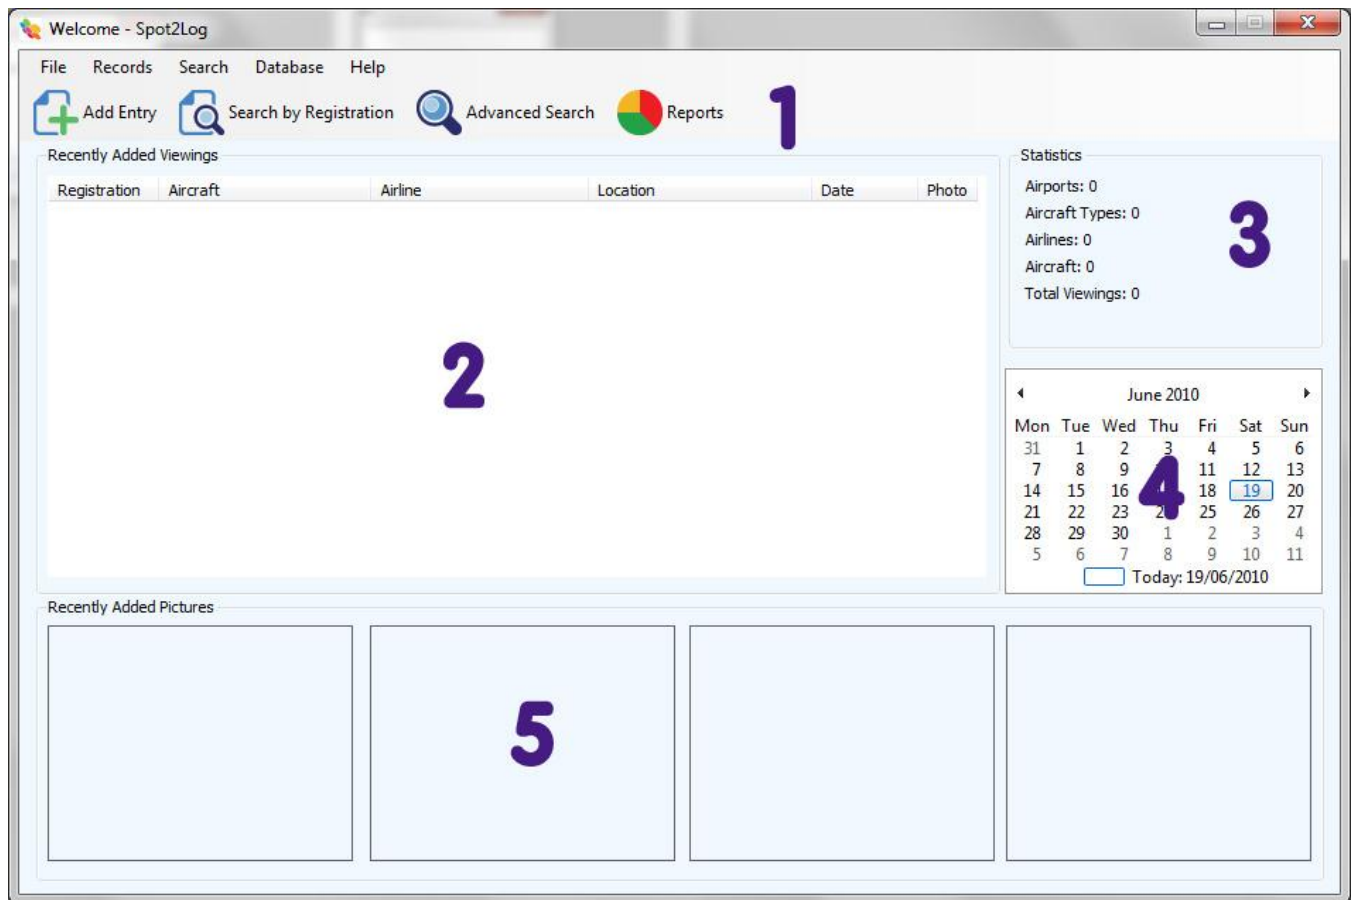 Welcome - Spot2Log
File Records Search Database Help
Add Entry Search by Registration Advanced Search Reports 1
Recently Added Viewings
Registration Aircraft Airline Location Date Photo
2
Statistics
Airports: 0
Aircraft Types: 0
Airlines: 0
Aircraft: 0
Total Viewings: 0
3
June 2010
Mon Tue Wed Thu Fri Sat Sun
31 1 2 3 4 5 6
7 8 9 11 12 13
14 15 16 18 19 20
21 22 23 25 26 27
28 29 30 1 2 3 4
5 6 7 8 9 10 11
Today: 19/06/2010
4
Recently Added Pictures
5